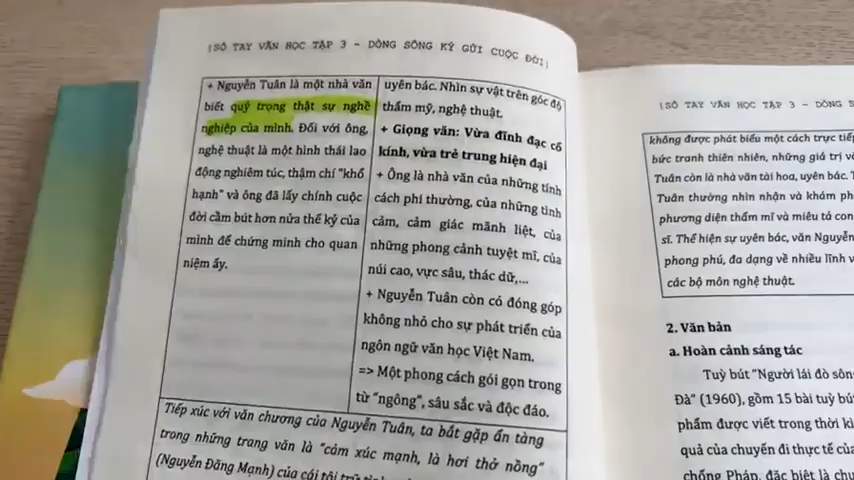 |SỔ TAY VĂN HỌC TẬP 3 - DÒNG SÔNG KÝ GỬI CUỘC ĐỜI|
+ Nguyễn Tuân là một nhà văn
biết quý trọng thật sự nghề
nghiệp của mình. Đối với ông,
nghệ thuật là một hình thái lao
động nghiêm túc, thậm chí "khổ
hạnh" và ông đã lấy chính cuộc
đời cầm bút hơn nửa thế kỷ của
mình để chứng minh cho quan
niệm ấy.
uyên bác. Nhìn sự vật trên góc độ
thẩm mỹ, nghệ thuật.
+ Giọng văn: Vừa đĩnh đạc cổ
kính, vừa trẻ trung hiện đại
+ Ông là nhà văn của những tính
cách phi thường, của những tình
cảm, cảm giác mãnh liệt, của
những phong cảnh tuyệt mĩ, của
núi cao, vực sâu, thác dữ,...
+ Nguyễn Tuân còn có đóng góp
không nhỏ cho sự phát triển của
ngôn ngữ văn học Việt Nam.
=> Một phong cách gói gọn trong
từ "ngông", sâu sắc và độc đáo.
Tiếp xúc với văn chương của Nguyễn Tuân, ta bắt gặp ấn tàng
trong những trang văn là "cảm xúc mạnh, là hơi thở nồng"
(Nguyễn Đăng Mạnh) của cái tôi trữ
|SỔ TAY VĂN HỌC TẬP 3 - DÒNG S
không được phát biểu một cách trực tiếp
bức tranh thiên nhiên, những giá trị v
Tuân còn là nhà văn tài hoa, uyên bác. T
Tuân thường nhìn nhận và khám ph
phương diện thẩm mĩ và miêu tả con
sĩ. Thể hiện sự uyên bác, văn Nguyễn
phong phú, đa dạng về nhiều lĩnh v
các bộ môn nghệ thuật.
2. Văn bản
a. Hoàn cảnh sáng tác
Tuỳ bút "Người lái đò sôn
Đà" (1960), gồm 15 bài tuỳ bú
phẩm được viết trong thời kì
quả của chuyến đi thực tế củ
chống Pháp, đặc biệt là chu